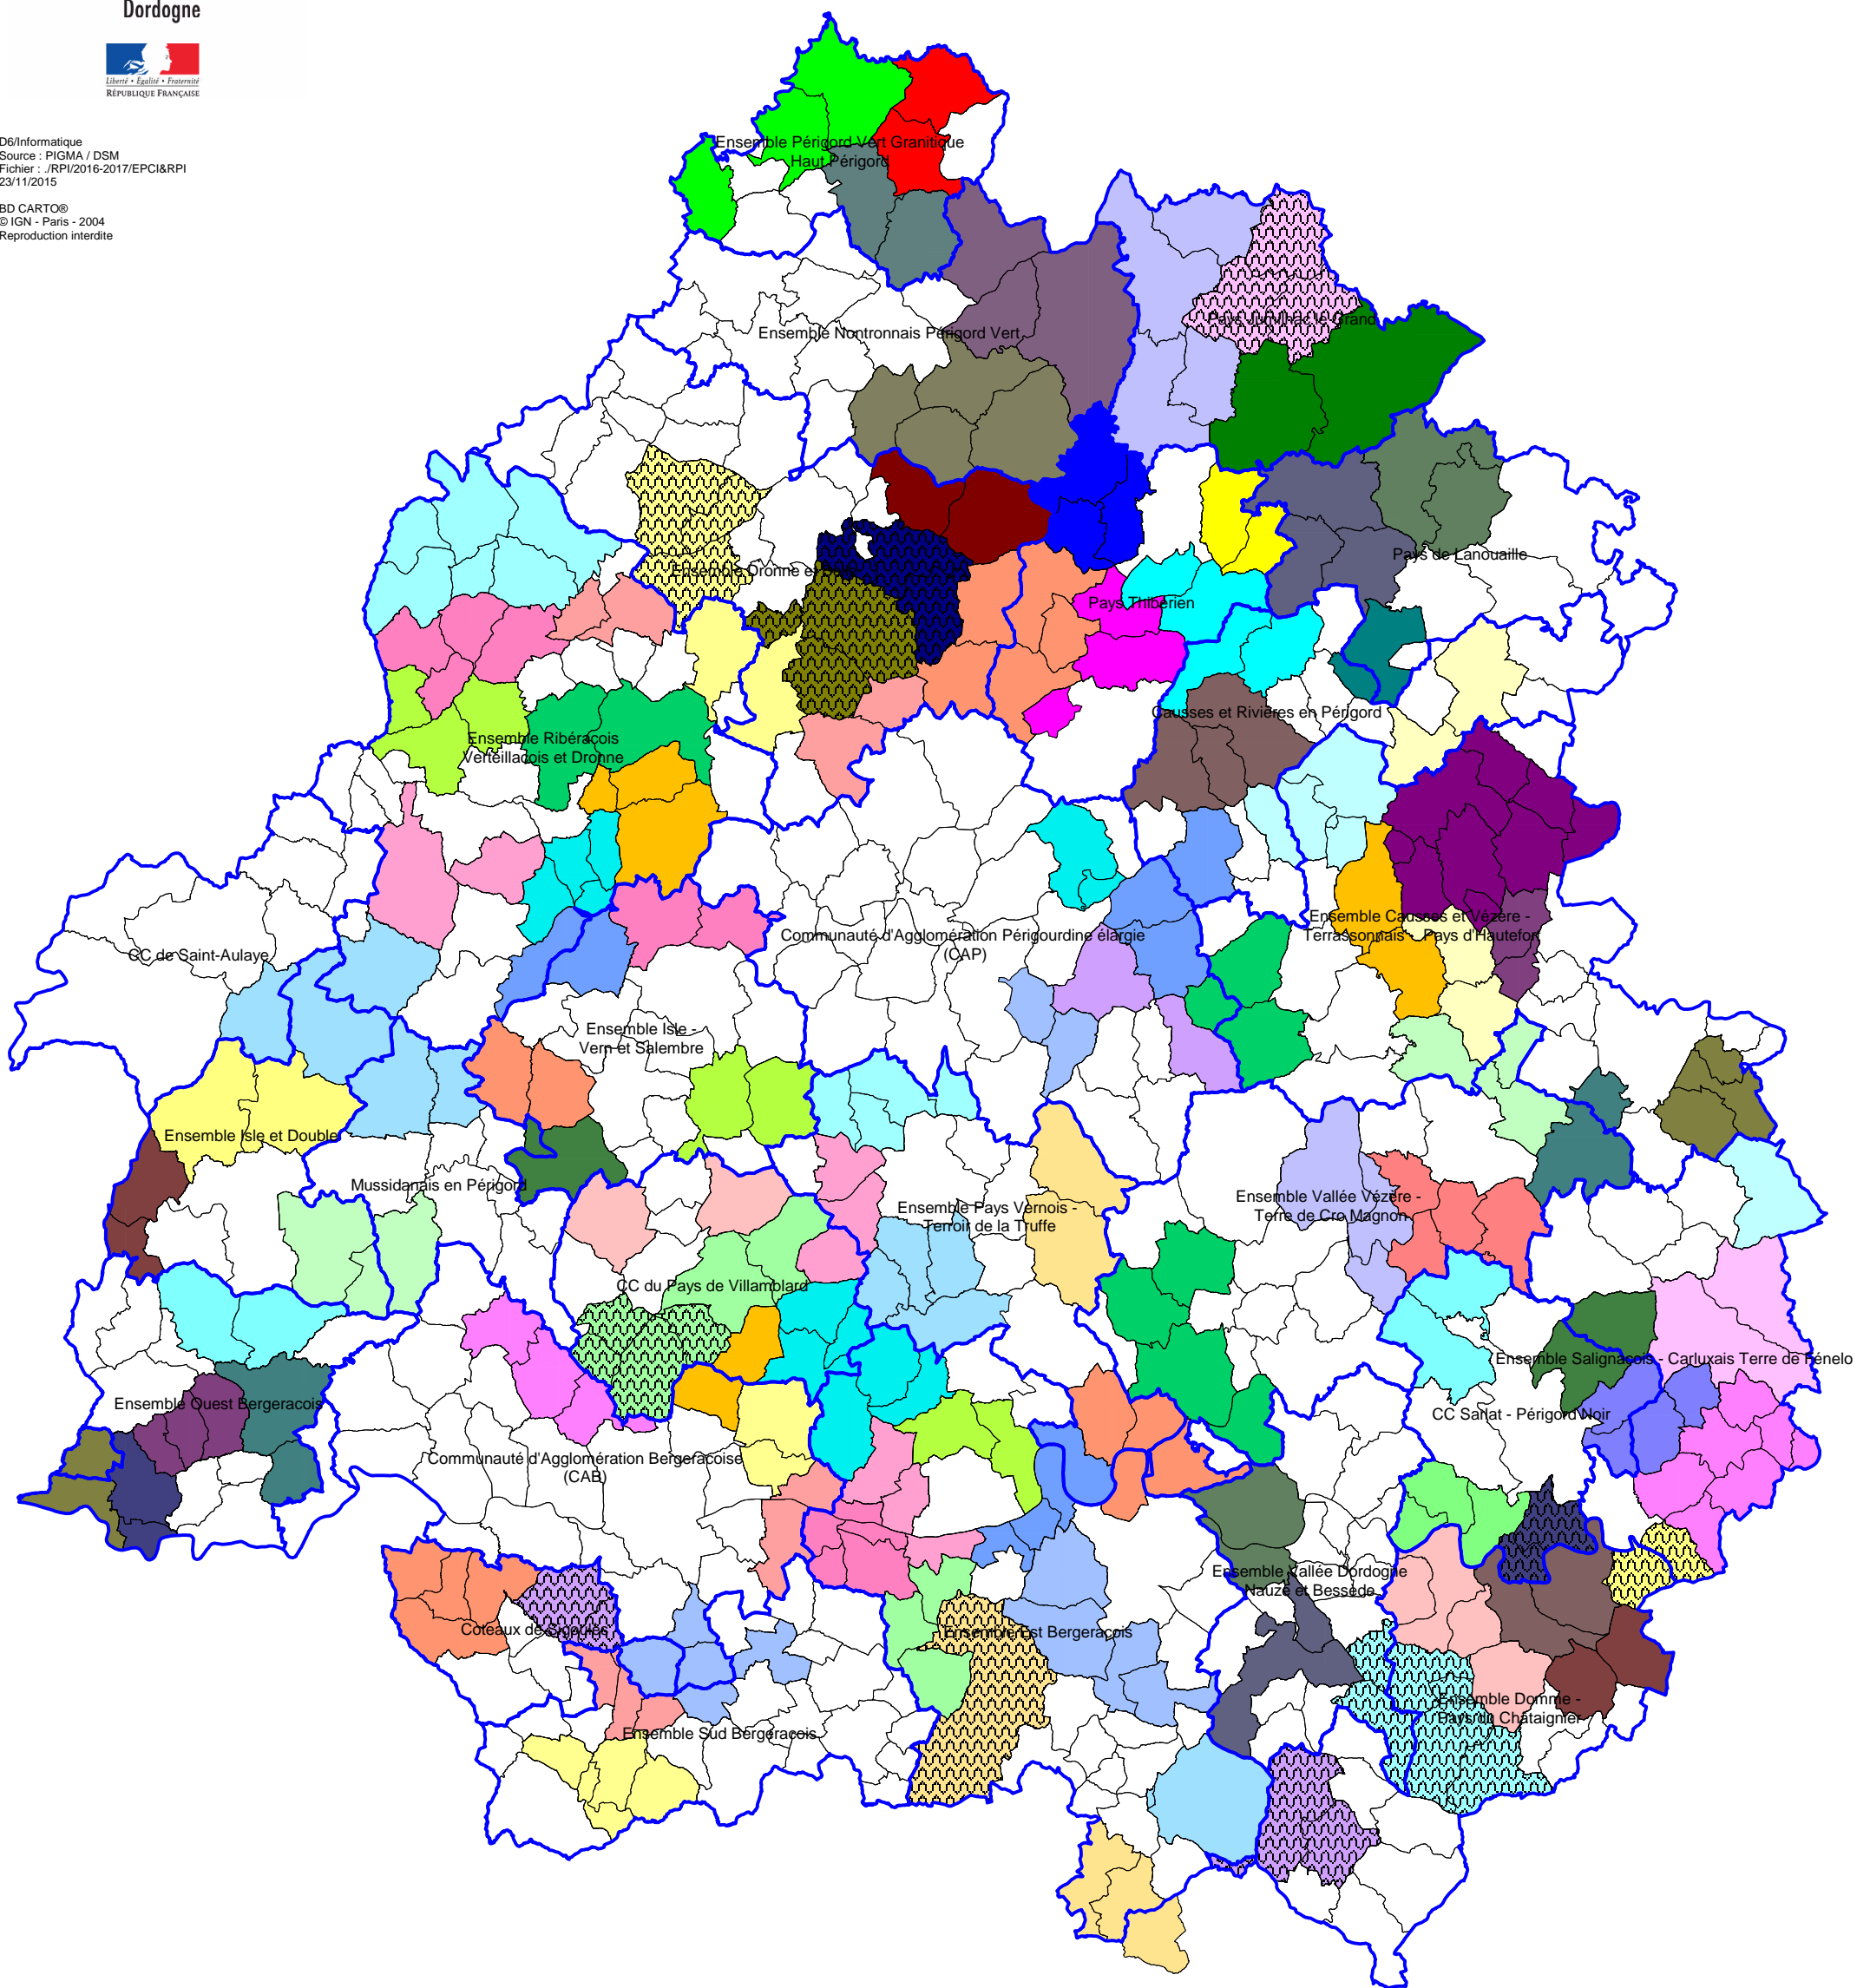 Dordogne
Liberté • Égalité • Fraternité
RÉPUBLIQUE FRANÇAISE
D6/Informatique
Source : PIGMA / DSM
Fichier : ./RPI/2016-2017/EPCI&RPI
23/11/2015
BD CARTO®
© IGN - Paris - 2004
Reproduction interdite
Ensemble Périgord Vert Granitique
Haut Périgord
Pays Jumilhac le Grand
Ensemble Nontronnais Périgord Vert
Pays de Lanouaille
Ensemble Dronne et
Pays Thibérien
Causses et Rivières en Périgord
Ensemble Ribéracois
Verteillacois et Dronne
Ensemble Causses et Vézère -
Terrassonnais - Pays d'Hautefort
Communauté d'Agglomération Périgourdine élargie
(CAP)
CC de Saint-Aulaye
Ensemble Isle -
Vern et Salembre
Ensemble Isle et Double
Mussidanais en Périgord
Ensemble Pays Vernois -
Terroir de la Truffe
Ensemble Vallée Vézère -
Terre de Cro Magnon
CC du Pays de Villamblard
Ensemble Salignacois - Carluxais Terre de Fénelo
Ensemble Ouest Bergeracois
CC Sarlat - Périgord Noir
Communauté d'Agglomération Bergeracoise
(CAB)
Ensemble Vallée Dordogne
Nauze et Bessède
Coteaux de Sigoulès
Ensemble Est Bergeraçois
Ensemble Domme -
Pays du Châtaignier
Ensemble Sud Bergeracois